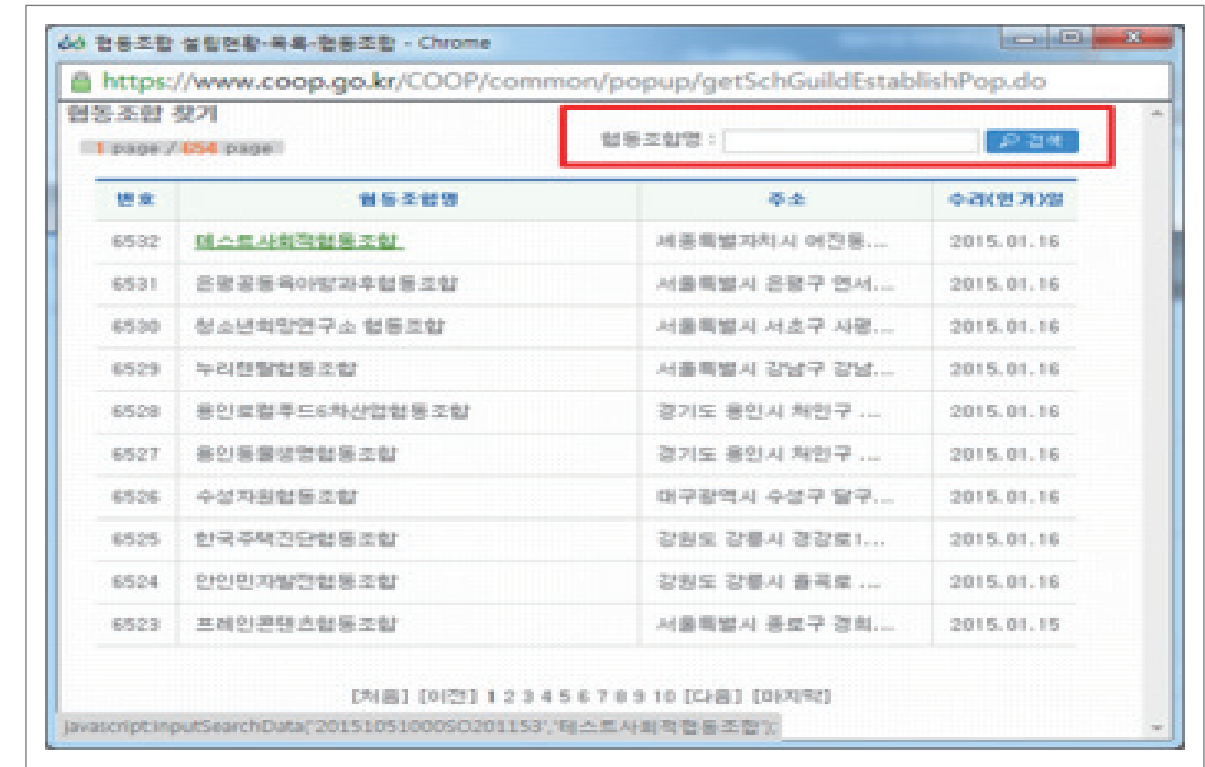 협동조합 설립현황-목록-협동조합 - Chrome
https://www.coop.go.kr/COOP/common/popup/getSchGuildEstablishPop.do
협동조합 찾기
1 page / 654 page
협동조합명 : 검색
번호 협동조합명 주소 수리(인가)일
6532 테스트사회적협동조합 세종특별자치시 어진동... 2015.01.16
6531 은평공동육아방과후협동조합 서울특별시 은평구 연서... 2015.01.16
6530 청소년희망연구소 협동조합 서울특별시 서초구 사평... 2015.01.16
6529 누리렌탈협동조합 서울특별시 강남구 강남... 2015.01.16
6528 용인로컬푸드6차산업협동조합 경기도 용인시 처인구 ... 2015.01.16
6527 용인동물생명협동조합 경기도 용인시 처인구 ... 2015.01.16
6526 수성자원협동조합 대구광역시 수성구 달구... 2015.01.16
6525 한국주택진단협동조합 강원도 강릉시 경강로1... 2015.01.16
6524 안인민자발전협동조합 강원도 강릉시 율곡로 ... 2015.01.16
6523 프레인콘텐츠협동조합 서울특별시 종로구 경희... 2015.01.15
[처음] [이전] 1 2 3 4 5 6 7 8 9 10 [다음] [마지막]
javascript:inputSearchData('20151051000SO201153','테스트사회적협동조합');